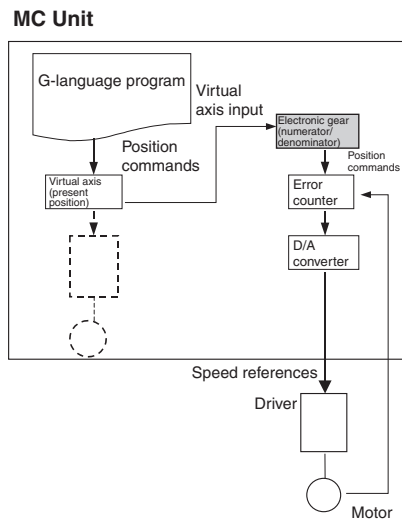 MC Unit
G-language program
Virtual
axis input
Position
commands
Virtual axis
(present
position)
Electronic gear
(numerator/
denominator)
Position
commands
Error
counter
D/A
converter
Speed references
Driver
Motor